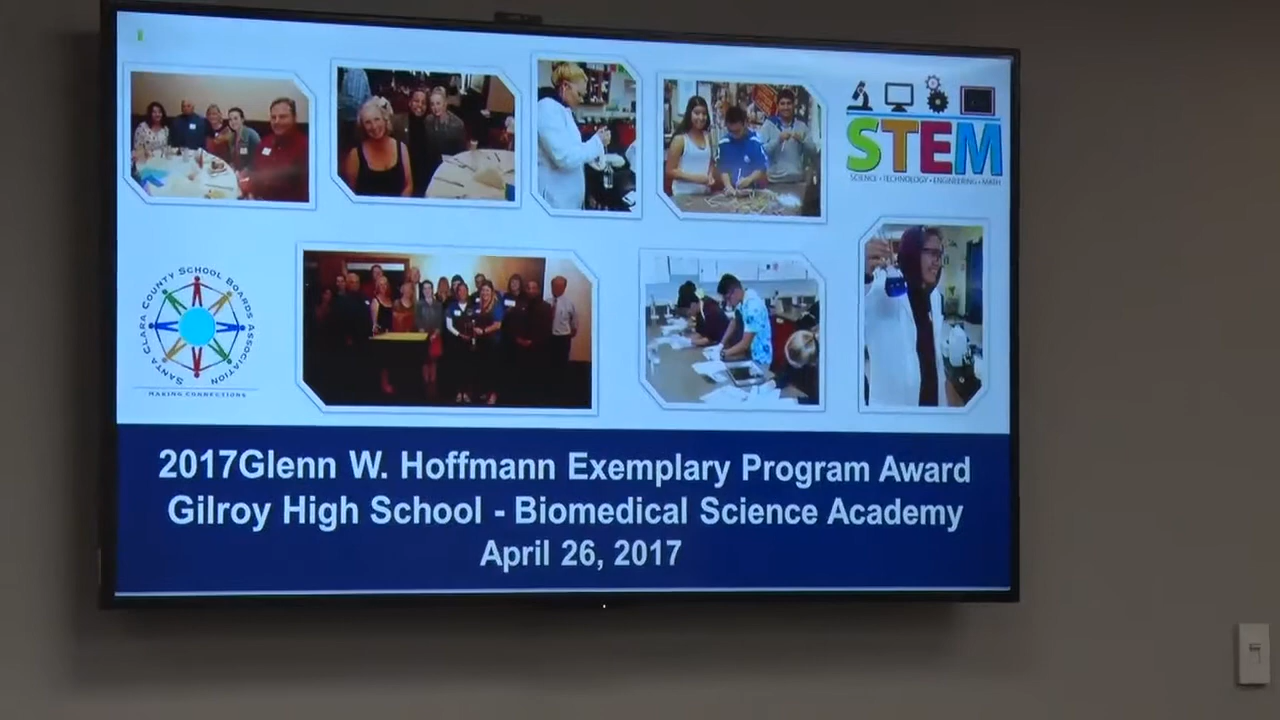 STEM
SCIENCE • TECHNOLOGY • ENGINEERING • MATH
SANTA CLARA COUNTY SCHOOL BOARDS ASSOCIATION
MAKING CONNECTIONS
2017Glenn W. Hoffmann Exemplary Program Award
Gilroy High School - Biomedical Science Academy
April 26, 2017